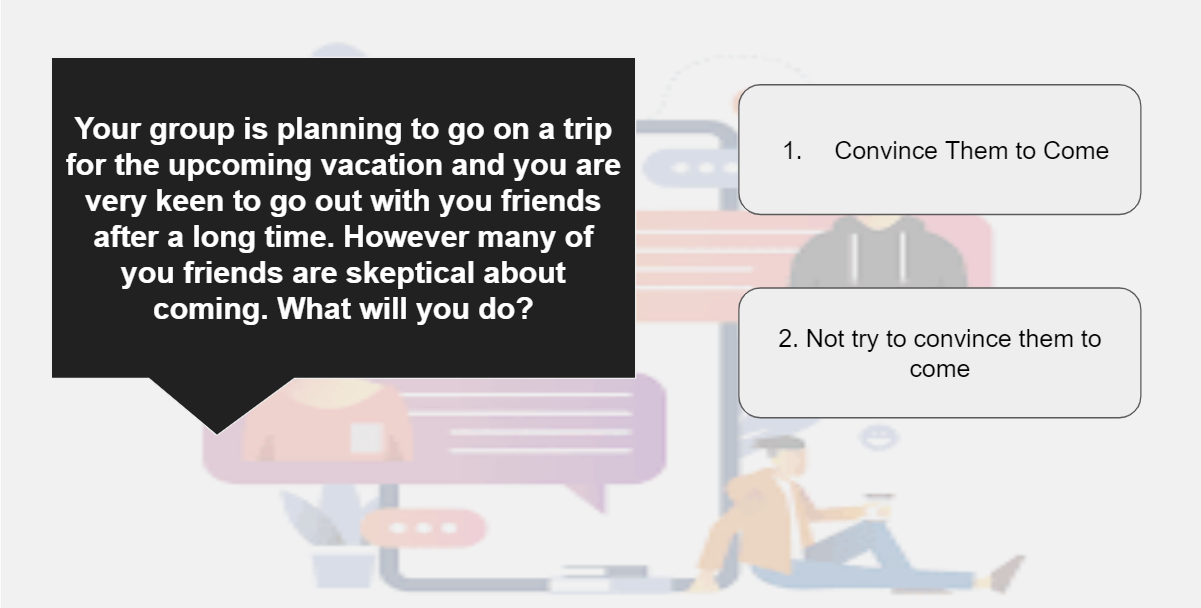 Your group is planning to go on a trip
for the upcoming vacation and you are
very keen to go out with you friends
after a long time. However many of
you friends are skeptical about
coming. What will you do?
1. Convince Them to Come
2. Not try to convince them to
come